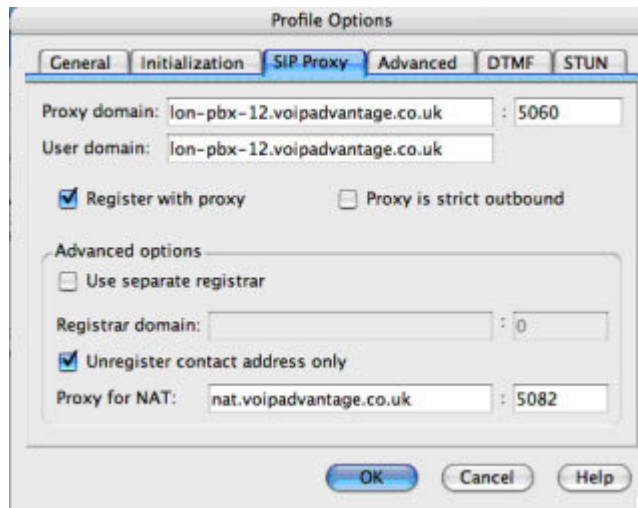 Profile Options
General Initialization SIP Proxy Advanced DTMF STUN
Proxy domain: lon-pbx-12.voipadvantage.co.uk : 5060
User domain: lon-pbx-12.voipadvantage.co.uk
Register with proxy Proxy is strict outbound
Advanced options
Use separate registrar
Registrar domain: : 0
Unregister contact address only
Proxy for NAT: nat.voipadvantage.co.uk : 5082
OK Cancel Help